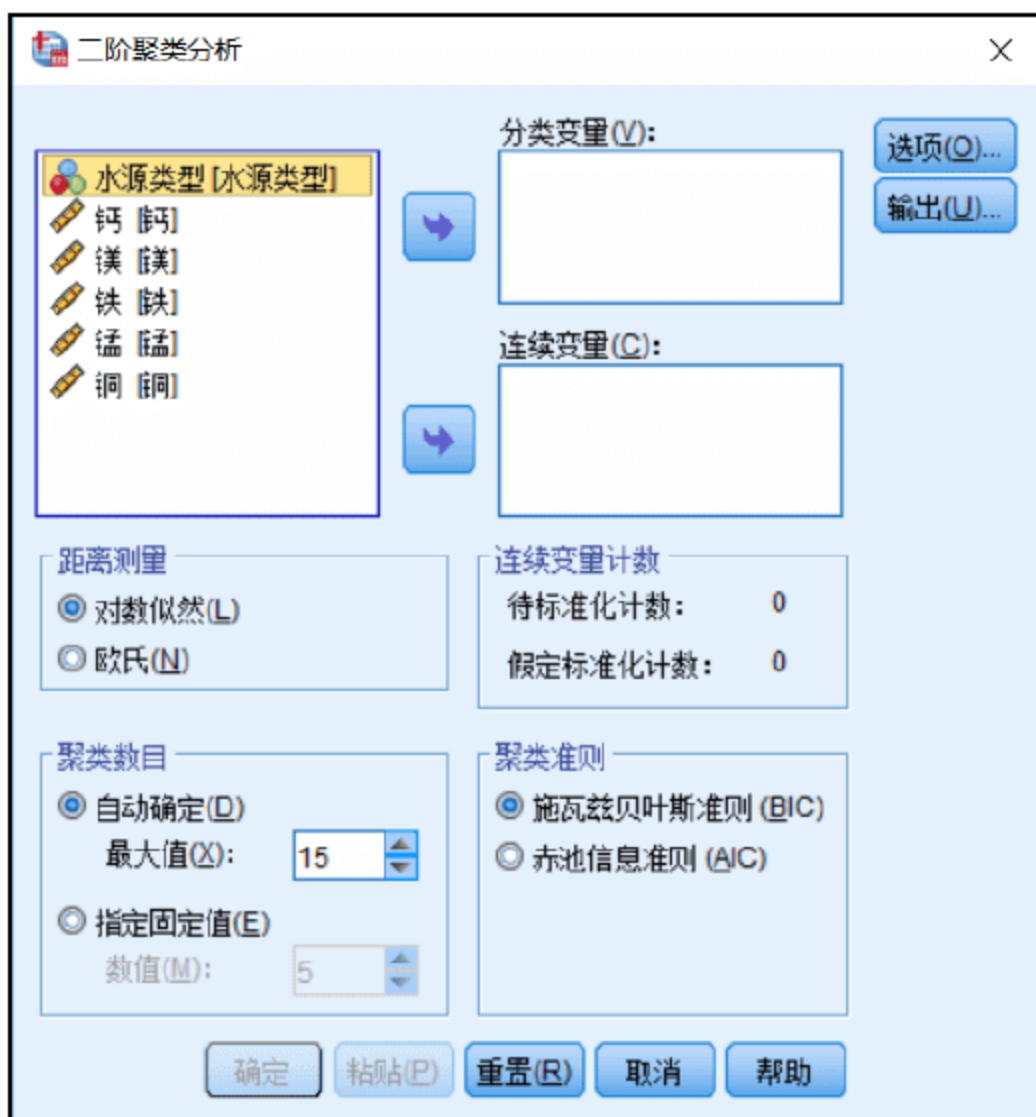 二阶聚类分析
水源类型 [水源类型]
钙 [钙]
镁 [镁]
铁 [铁]
锰 [锰]
铜 [铜]
分类变量(V):
连续变量(C):
选项(O)...
输出(U)...
距离测量
对数似然(L)
欧氏(N)
连续变量计数
待标准化计数: 0
假定标准化计数: 0
聚类数目
自动确定(D)
最大值(X): 15
指定固定值(E)
数值(M): 5
聚类准则
施瓦兹贝叶斯准则 (BIC)
赤池信息准则 (AIC)
确定 粘贴(P) 重置(R) 取消 帮助